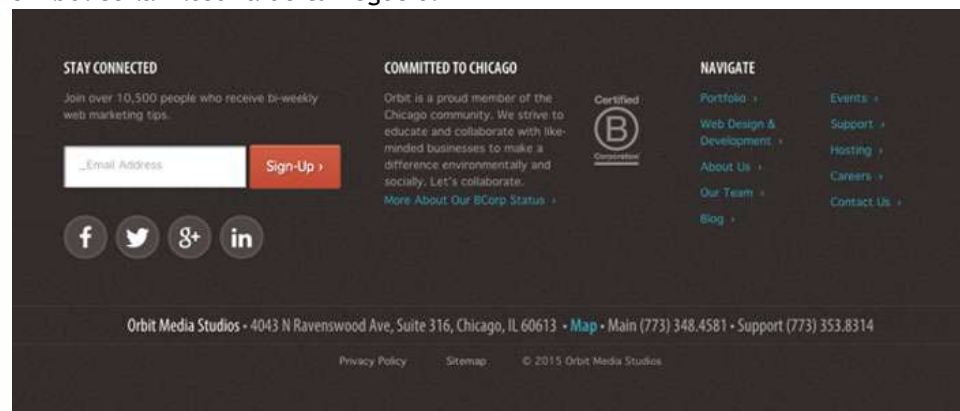 STAY CONNECTED
Join over 10,500 people who receive bi-weekly
web marketing tips.
_Email Address
Sign-Up ›
f
8+
in
COMMITTED TO CHICAGO
Orbit is a proud member of the
Chicago community. We strive to
educate and collaborate with like-
minded businesses to make a
difference environmentally and
socially. Let's collaborate.
More About Our BCorp Status ›
Certified
B
Corporation
NAVIGATE
Portfolio ›
Web Design &
Development ›
About Us ›
Our Team ›
Blog ›
Events ›
Support ›
Hosting ›
Careers ›
Contact Us ›
Orbit Media Studios • 4043 N Ravenswood Ave, Suite 316, Chicago, IL 60613 • Map • Main (773) 348.4581 • Support (773) 353.8314
Privacy Policy Sitemap © 2015 Orbit Media Studios